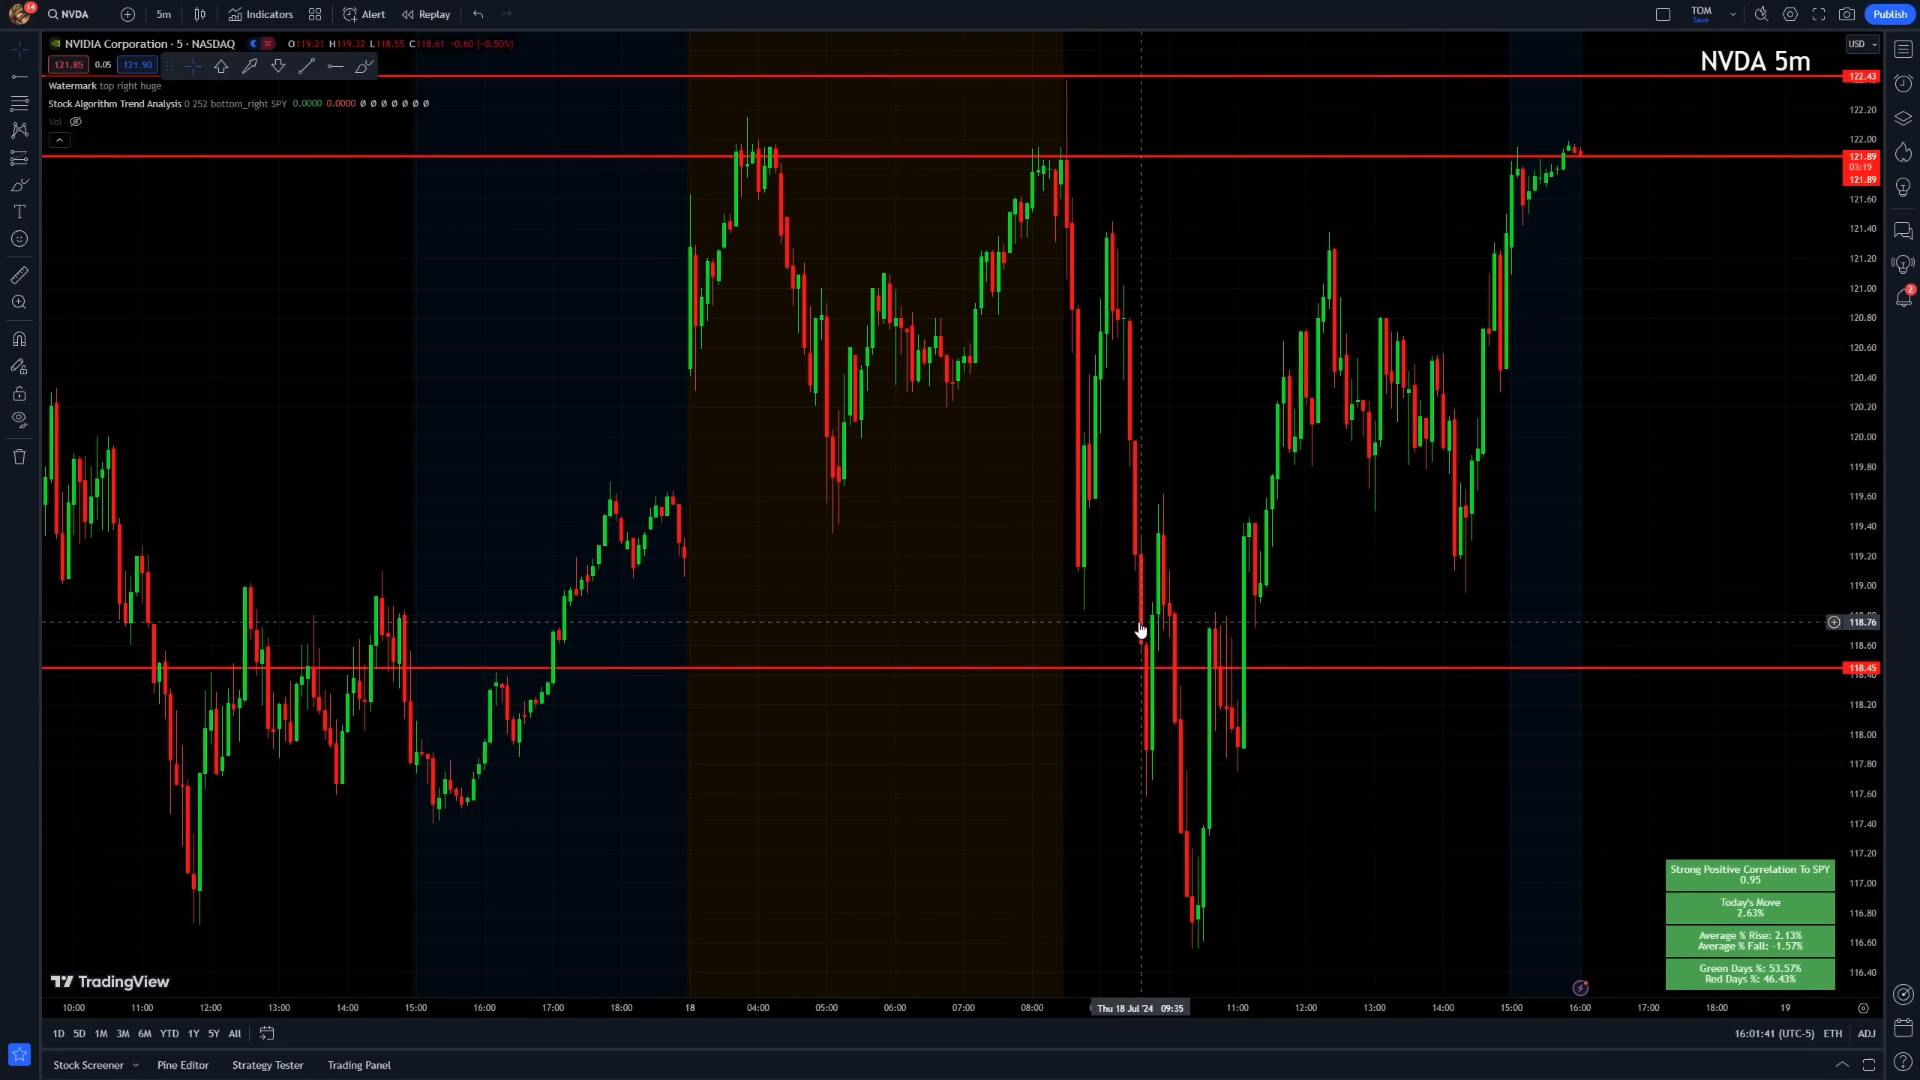 14
NVDA
5m
Indicators
Alert
Replay
TOM
Save
Publish
NVIDIA Corporation · 5 · NASDAQ
O119.21 H119.32 L118.55 C118.61 -0.60 (-0.50%)
USD
121.85 0.05 121.90
NVDA 5m
Watermark top right huge
Stock Algorithm Trend Analysis 0 252 bottom_right SPY 0.0000 0.0000 Ø Ø Ø Ø Ø Ø Ø
Vol
122.43
122.20
122.00
121.89
03:19
121.89
121.60
121.40
121.20
121.00
120.80
120.60
120.40
120.20
120.00
119.80
119.60
119.40
119.20
119.00
118.76
118.60
118.45
118.40
118.20
118.00
117.80
117.60
117.40
117.20
117.00
116.80
116.60
116.40
2
Strong Positive Correlation To SPY
0.95
Today's Move
2.63%
Average % Rise: 2.13%
Average % Fall: -1.57%
Green Days %: 53.57%
Red Days %: 46.43%
TradingView
10:00 11:00 12:00 13:00 14:00 15:00 16:00 17:00 18:00 18 04:00 05:00 06:00 07:00 08:00 Thu 18 Jul '24 09:35 11:00 12:00 13:00 14:00 15:00 16:00 17:00 18:00 19
1D 5D 1M 3M 6M YTD 1Y 5Y All
16:01:41 (UTC-5) ETH ADJ
Stock Screener Pine Editor Strategy Tester Trading Panel